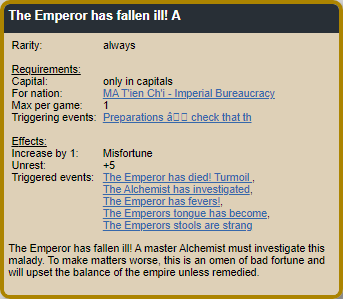 The Emperor has fallen ill! A
Rarity: always
Requirements:
Capital: only in capitals
For nation: MA T'ien Ch'i - Imperial Bureaucracy
Max per game: 1
Triggering events: Preparations â check that th
Effects:
Increase by 1: Misfortune
Unrest: +5
Triggered events: The Emperor has died! Turmoil ,
The Alchemist has investigated,
The Emperor has fevers!,
The Emperors tongue has become,
The Emperors stools are strang
The Emperor has fallen ill! A master Alchemist must investigate this
malady. To make matters worse, this is an omen of bad fortune and
will upset the balance of the empire unless remedied.